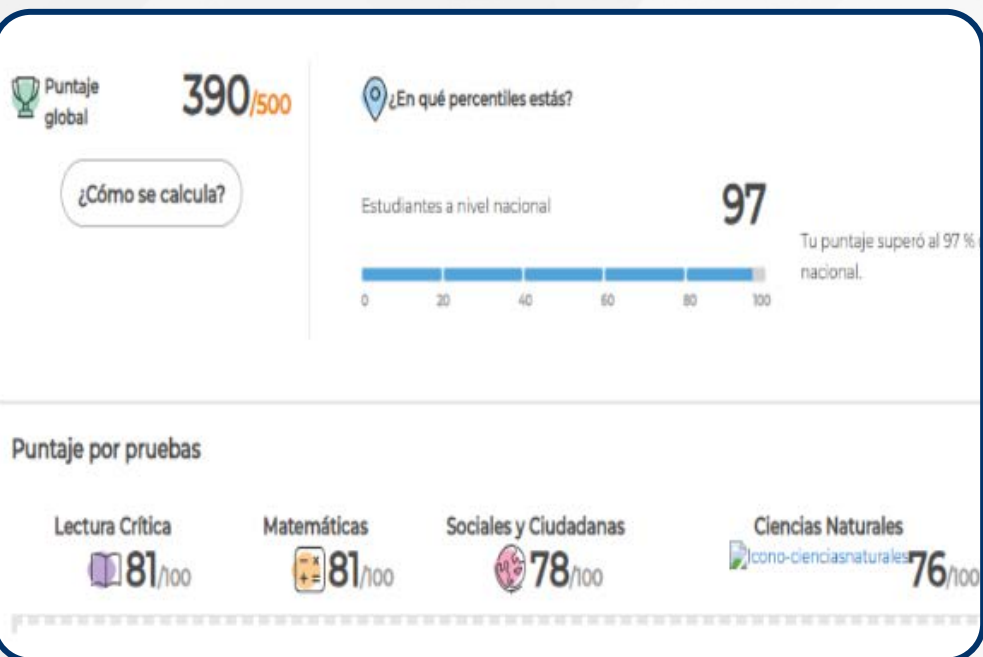 Puntaje
global
390/500
¿Cómo se calcula?
¿En qué percentiles estás?
Estudiantes a nivel nacional
97
0 20 40 60 80 100
Tu puntaje superó al 97 %
nacional.
Puntaje por pruebas
Lectura Crítica
81/100
Matemáticas
81/100
Sociales y Ciudadanas
78/100
Ciencias Naturales
Icono-cienciasnaturales 76/100